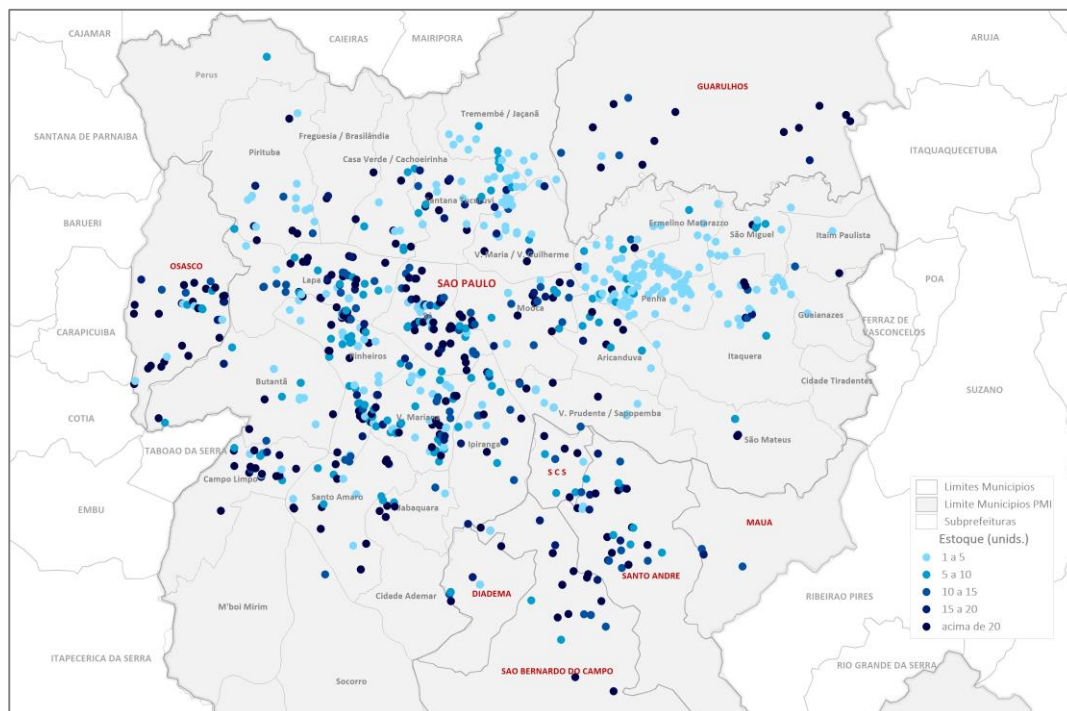 CAJAMAR
CAIEIRAS
MAIRIPORA
ARUJA
Perus
GUARULHOS
Tremembé / Jaçanã
SANTANA DE PARNAIBA
Freguesia / Brasilândia
Pirituba
Casa Verde / Cachoeirinha
ITAQUAQUECETUBA
BARUERI
Ermelino Matarazzo
São Miguel
Itaim Paulista
V. Maria / V. Guilherme
OSASCO
Lapa
SAO PAULO
POA
Penha
Mooca
CARAPICUIBA
Guaianazes
FERRAZ DE
VASCONCELOS
Pinheiros
Aricanduva
Itaquera
Butantã
Cidade Tiradentes
SUZANO
COTIA
V. Mariana
V. Prudente / Sapopemba
São Mateus
Ipiranga
TABOAO DA SERRA
S C S
Campo Limpo
Santo Amaro
Jabaquara
EMBU
MAUA
SANTO ANDRE
DIADEMA
Cidade Ademar
M'boi Mirim
RIBEIRAO PIRES
ITAPECERICA DA SERRA
SAO BERNARDO DO CAMPO
RIO GRANDE DA SERRA
Socorro
Limites Municipios
Limite Municipios PMI
Subprefeituras
Estoque (unids.)
1 a 5
5 a 10
10 a 15
15 a 20
acima de 20